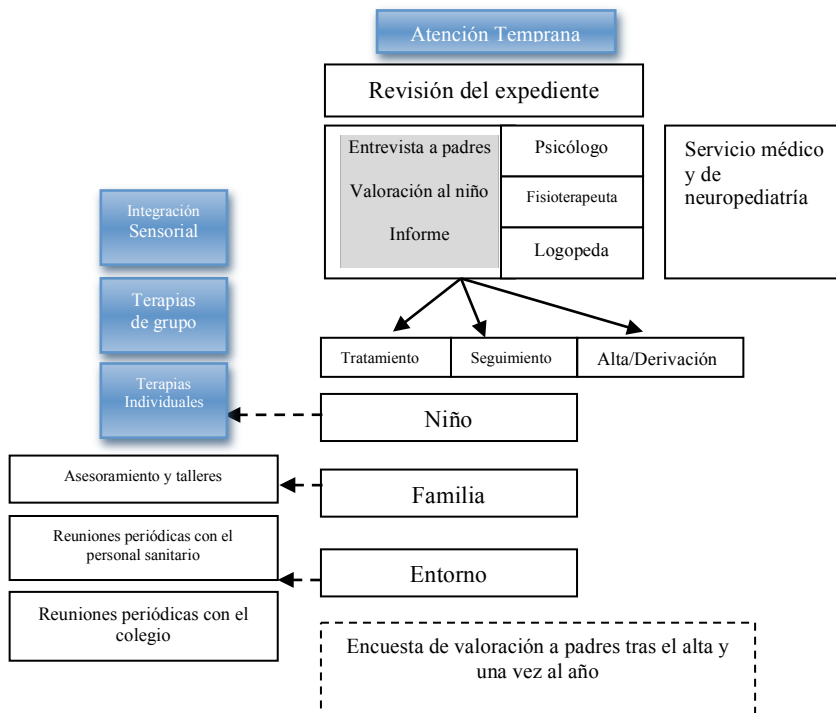 Atención Temprana
Revisión del expediente
Entrevista a padres
Valoración al niño
Informe
Psicólogo
Fisioterapeuta
Logopeda
Servicio médico
y de
neuropediatría
Integración
Sensorial
Terapias
de grupo
Terapias
Individuales
Tratamiento
Seguimiento
Alta/Derivación
Niño
Asesoramiento y talleres
Familia
Reuniones periódicas con el
personal sanitario
Entorno
Reuniones periódicas con el
colegio
Encuesta de valoración a padres tras el alta y
una vez al año